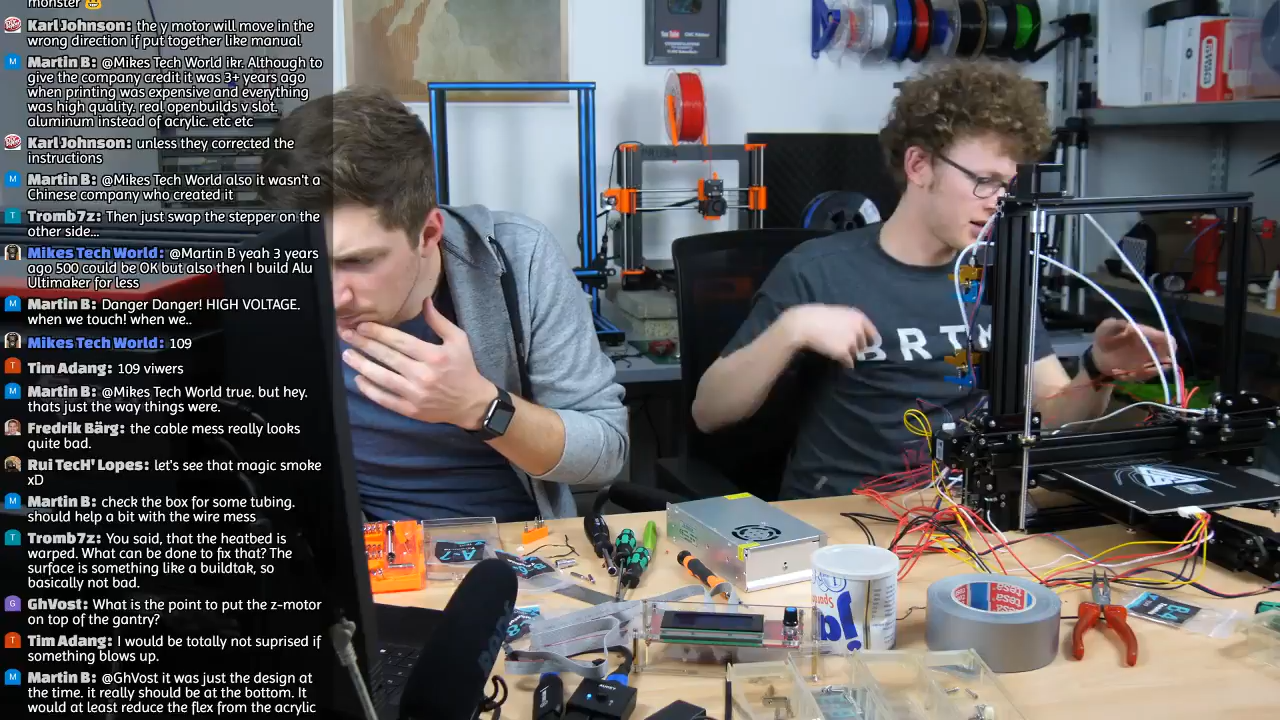 monster
Karl Johnson: the y motor will move in the
wrong direction if put together like manual
Martin B: @Mikes Tech World ikr. Although to
give the company credit it was 3+ years ago
when printing was expensive and everything
was high quality. real openbuilds v slot.
aluminum instead of acrylic. etc etc
Karl Johnson: unless they corrected the
instructions
Martin B: @Mikes Tech World also it wasn't a
Chinese company who created it
Tromb7z: Then just swap the stepper on the
other side...
Mikes Tech World: @Martin B yeah 3 years
ago 500 could be OK but also then I build Alu
Ultimaker for less
Martin B: Danger Danger! HIGH VOLTAGE.
when we touch! when we..
Mikes Tech World: 109
Tim Adang: 109 viwers
Martin B: @Mikes Tech World true. but hey.
thats just the way things were.
Fredrik Bärg: the cable mess really looks
quite bad.
Rui TecH' Lopes: let's see that magic smoke
xD
Martin B: check the box for some tubing.
should help a bit with the wire mess
Tromb7z: You said, that the heatbed is
warped. What can be done to fix that? The
surface is something like a buildtak, so
basically not bad.
GhVost: What is the point to put the z-motor
on top of the gantry?
Tim Adang: I would be totally not suprised if
something blows up.
Martin B: @GhVost it was just the design at
the time. it really should be at the bottom. It
would at least reduce the flex from the acrylic
YouTube
BRT
tesa